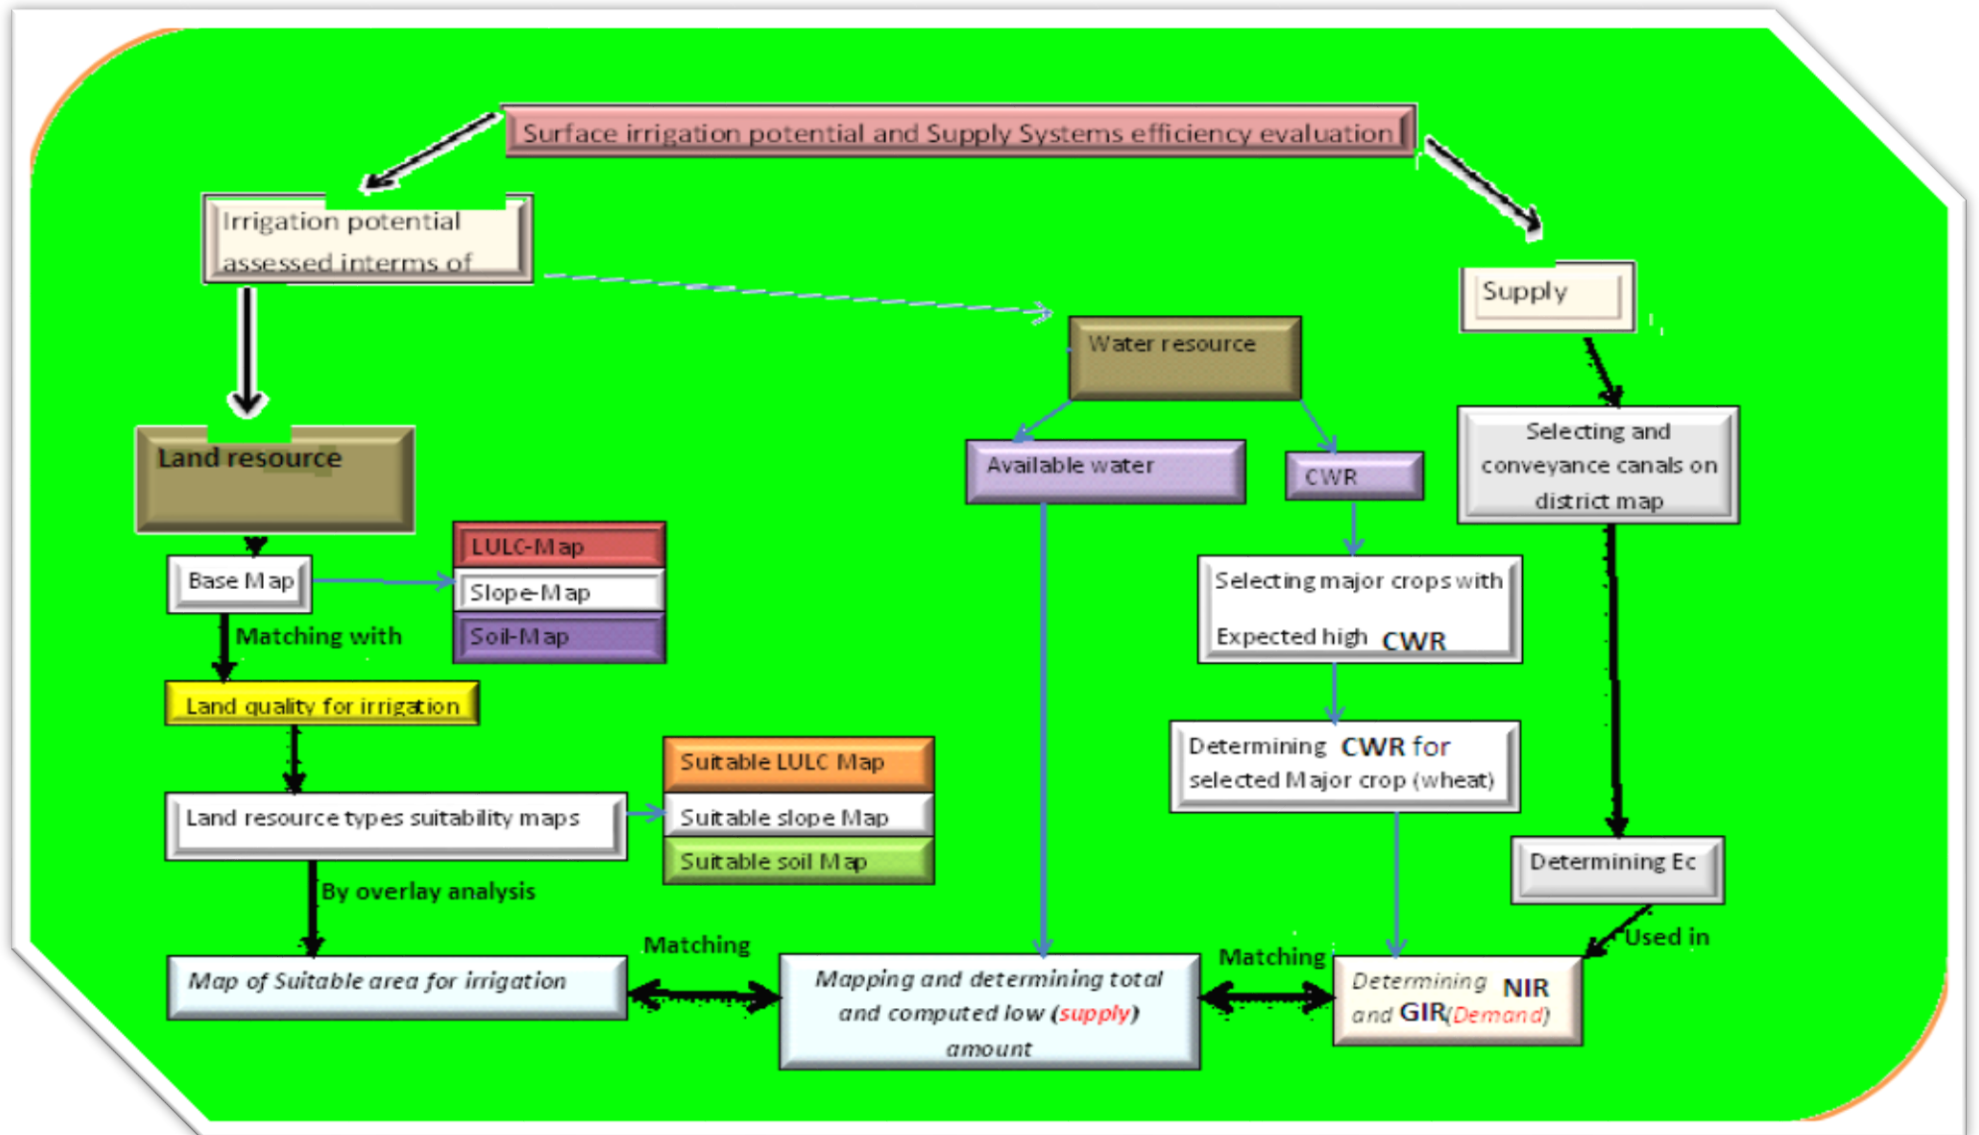 Surface irrigation potential and Supply Systems efficiency evaluation
Irrigation potential
assessed interms of
Supply
Water resource
Selecting and
conveyance canals on
district map
Available water
CWR
Land resource
LULC-Map
Base Map
Slope-Map
Soil-Map
Matching with
Selecting major crops with
Expected high CWR
Land quality for irrigation
Determining CWR for
selected Major crop (wheat)
Suitable LULC Map
Land resource types suitability maps
Suitable slope Map
Suitable soil Map
Determining Ec
By overlay analysis
Used in
Matching
Matching
Map of Suitable area for irrigation
Mapping and determining total
and computed low (supply)
amount
Determining NIR
and GIR(Demand)